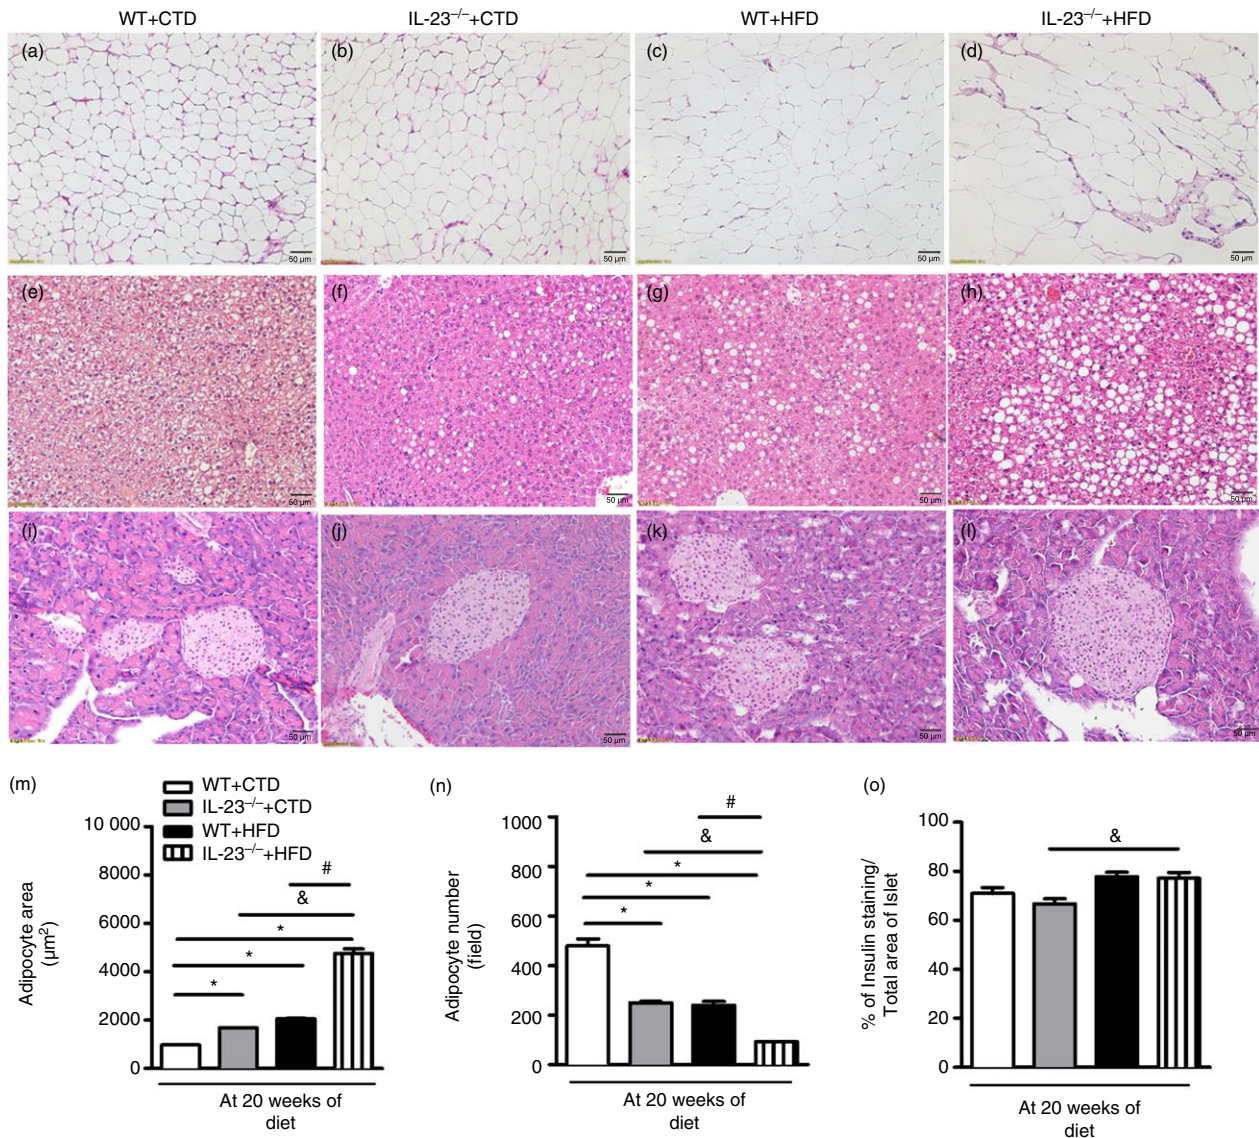 WT+CTD IL-23⁻/⁻+CTD WT+HFD IL-23⁻/⁻+HFD
(a) (b) (c) (d)
50 µm 50 µm 50 µm 50 µm
(e) (f) (g) (h)
50 µm 50 µm 50 µm 50 µm
(i) (j) (k) (l)
50 µm 50 µm 50 µm 50 µm
(m)
WT+CTD
IL-23⁻/⁻+CTD
WT+HFD
IL-23⁻/⁻+HFD
Adipocyte area
(µm²)
10 000
8000
6000
4000
2000
0
#
&
*
*
*
At 20 weeks of
diet
(n)
Adipocyte number
(field)
1000
800
600
400
200
0
#
&
*
*
*
At 20 weeks of
diet
(o)
% of Insulin staining/
Total area of Islet
100
80
60
40
20
0
&
At 20 weeks of
diet